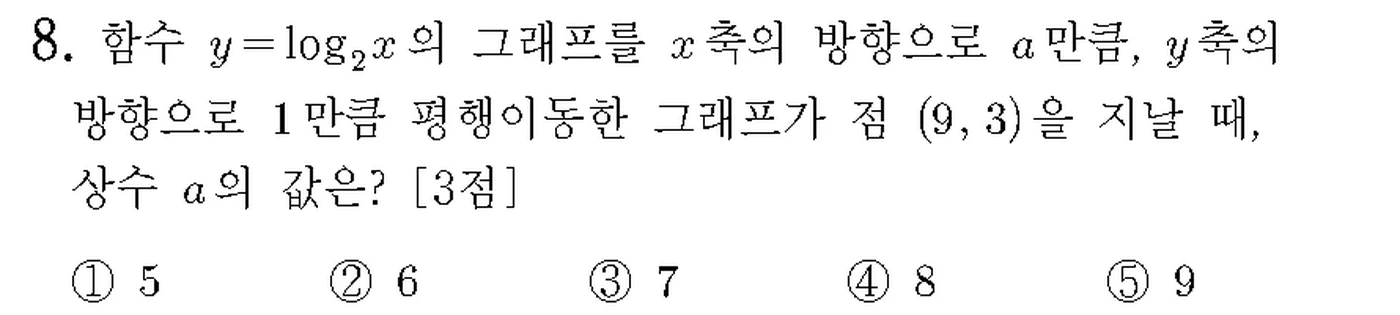 8. 함수 y=log₂x의 그래프를 x축의 방향으로 a만큼, y축의
방향으로 1만큼 평행이동한 그래프가 점 (9, 3)을 지날 때,
상수 a의 값은? [3점]
① 5 ② 6 ③ 7 ④ 8 ⑤ 9